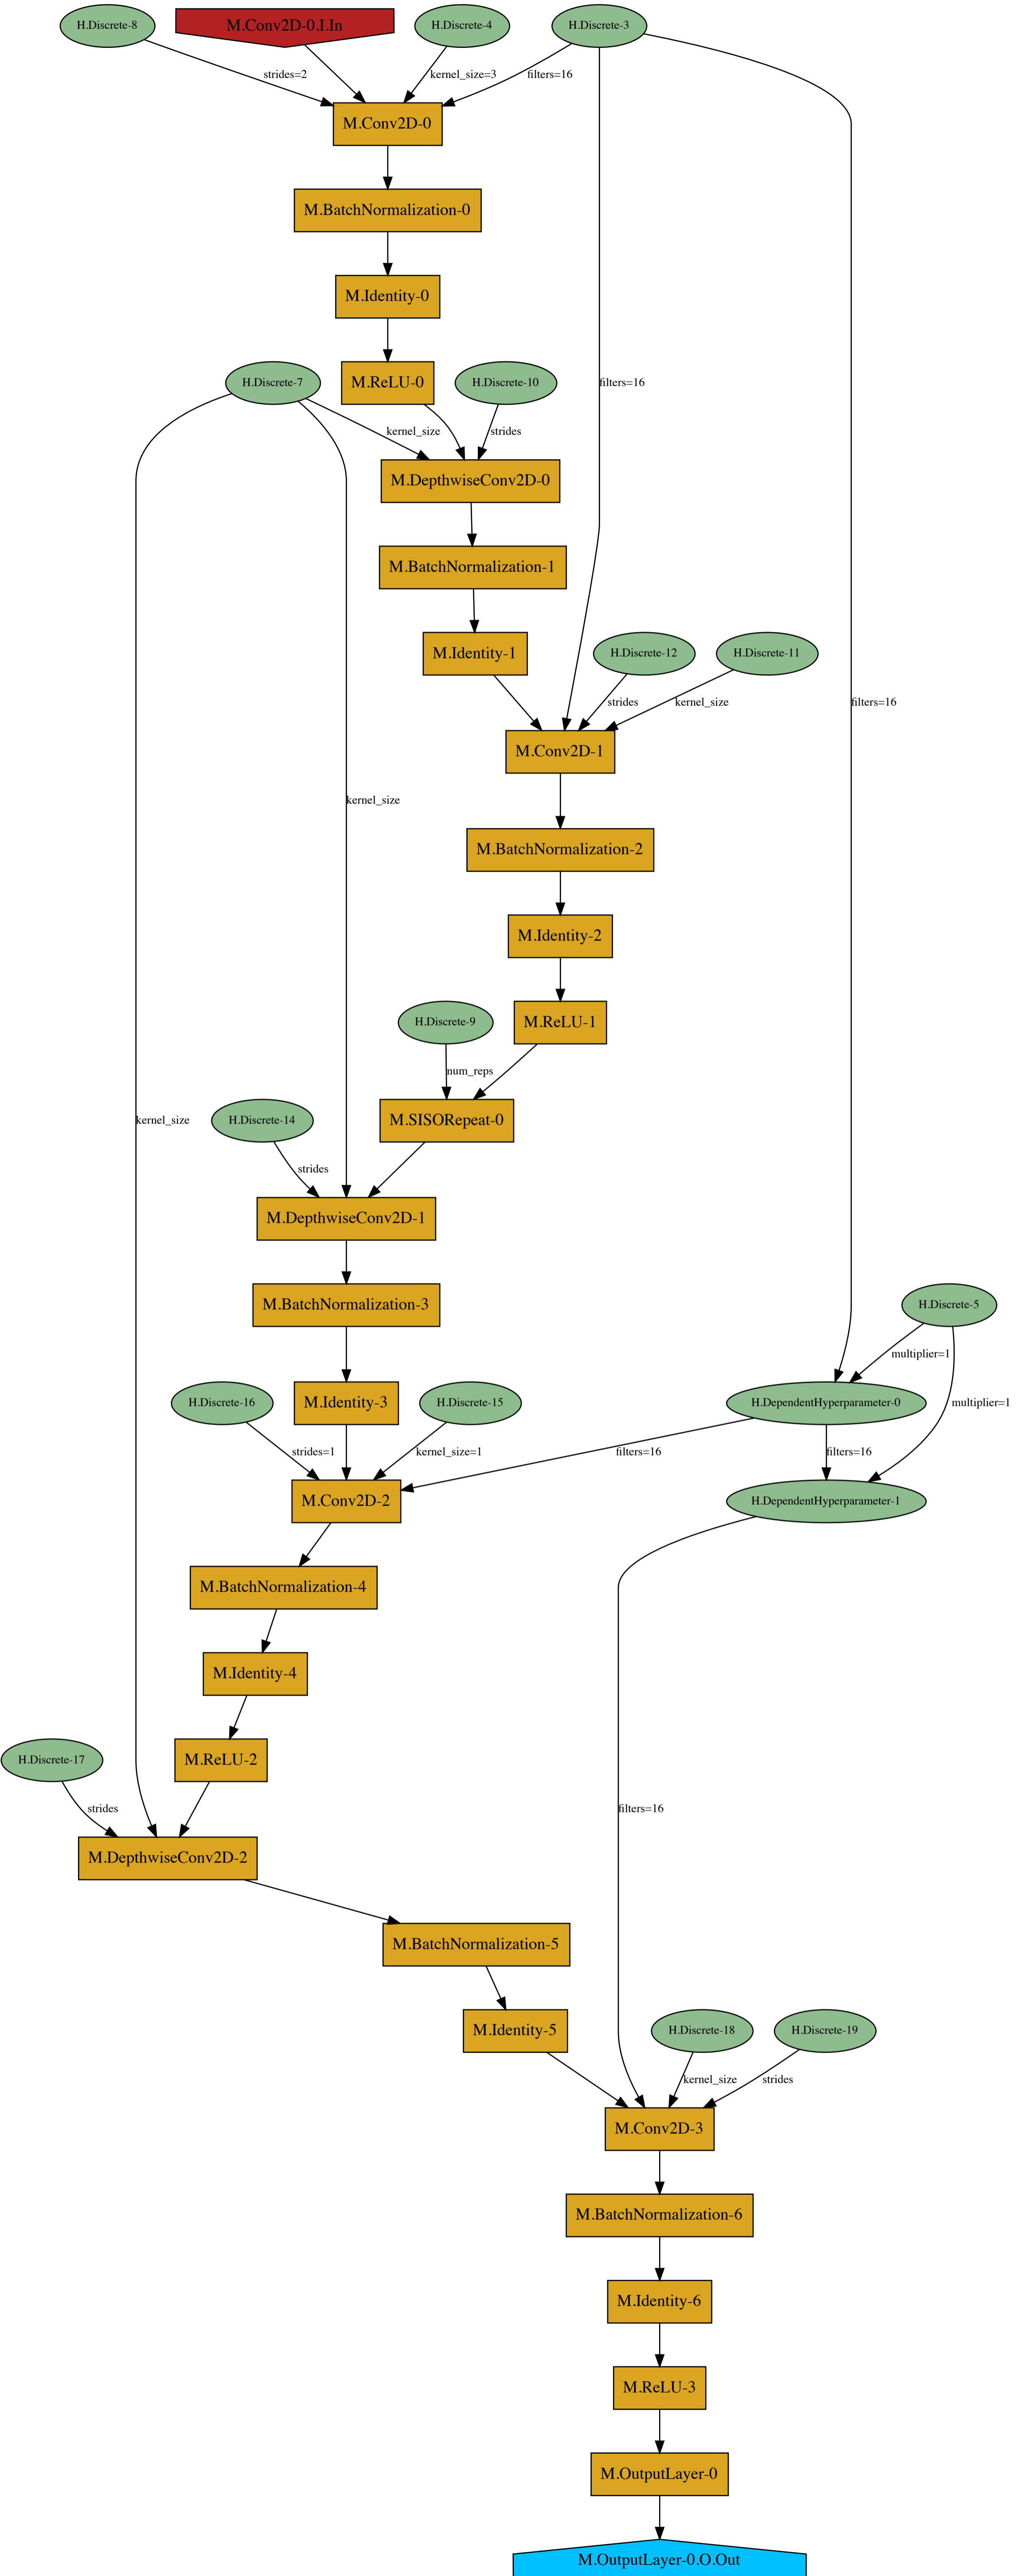 H.Discrete-8
M.Conv2D-0.I.In
H.Discrete-4
H.Discrete-3
strides=2
kernel_size=3
filters=16
M.Conv2D-0
M.BatchNormalization-0
M.Identity-0
H.Discrete-7
M.ReLU-0
H.Discrete-10
filters=16
kernel_size
strides
M.DepthwiseConv2D-0
M.BatchNormalization-1
M.Identity-1
H.Discrete-12
H.Discrete-11
strides
kernel_size
filters=16
M.Conv2D-1
kernel_size
M.BatchNormalization-2
M.Identity-2
H.Discrete-9
M.ReLU-1
num_reps
kernel_size
H.Discrete-14
M.SISORepeat-0
strides
M.DepthwiseConv2D-1
M.BatchNormalization-3
H.Discrete-5
multiplier=1
H.Discrete-16
M.Identity-3
H.Discrete-15
H.DependentHyperparameter-0
multiplier=1
strides=1
kernel_size=1
filters=16
filters=16
M.Conv2D-2
H.DependentHyperparameter-1
M.BatchNormalization-4
M.Identity-4
H.Discrete-17
M.ReLU-2
strides
filters=16
M.DepthwiseConv2D-2
M.BatchNormalization-5
M.Identity-5
H.Discrete-18
H.Discrete-19
kernel_size
strides
M.Conv2D-3
M.BatchNormalization-6
M.Identity-6
M.ReLU-3
M.OutputLayer-0
M.OutputLayer-0.O.Out